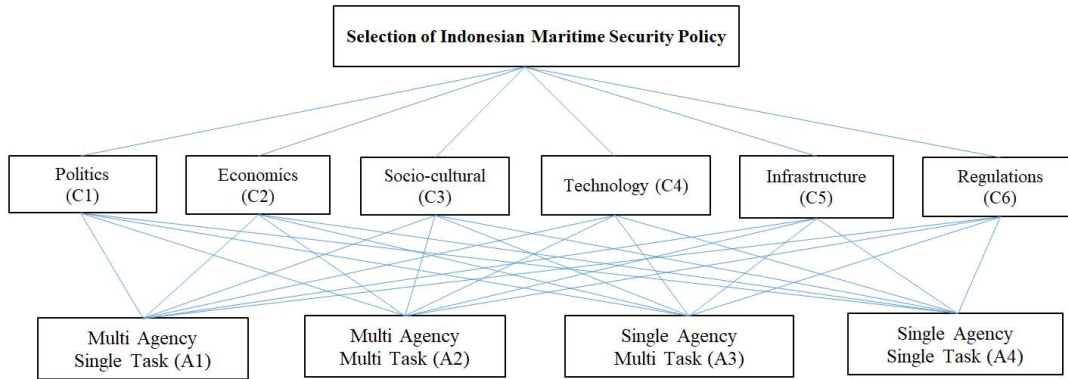 Selection of Indonesian Maritime Security Policy
Politics
(C1)
Economics
(C2)
Socio-cultural
(C3)
Technology (C4)
Infrastructure
(C5)
Regulations
(C6)
Multi Agency
Single Task (A1)
Multi Agency
Multi Task (A2)
Single Agency
Multi Task (A3)
Single Agency
Single Task (A4)